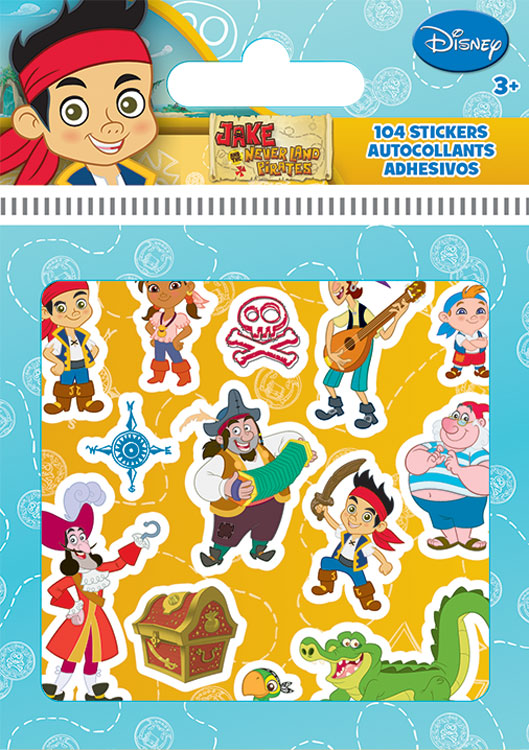 Disney
3+
JAKE
AND THE
NEVER LAND
PIRATES
104 STICKERS
AUTOCOLLANTS
ADHESIVOS